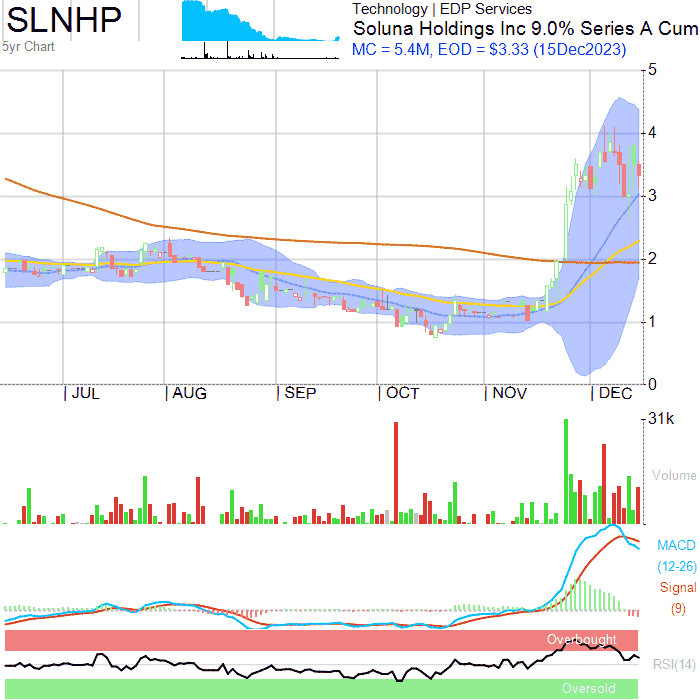 SLNHP
5yr Chart
Technology | EDP Services
Soluna Holdings Inc 9.0% Series A Cum
MC = 5.4M, EOD = $3.33 (15Dec2023)
5
4
3
2
1
0
JUL AUG SEP OCT NOV DEC
31k
Volume
MACD
(12-26)
Signal
(9)
Overbought
RSI(14)
Oversold